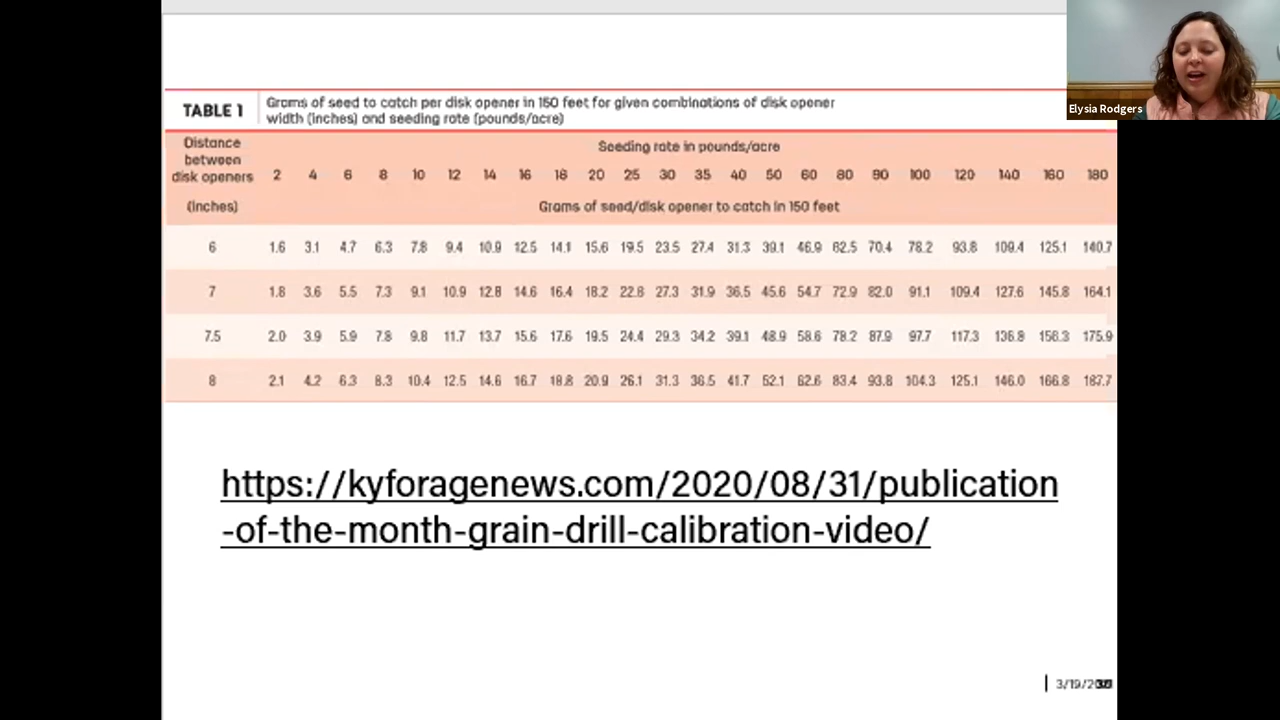 Elysia Rodgers
TABLE 1
Grams of seed to catch per disk opener in 150 feet for given combinations of disk opener
width (inches) and seeding rate (pounds/acre)
Distance
between
disk openers
(inches)
Seeding rate in pounds/acre
2 4 6 8 10 12 14 16 18 20 25 30 35 40 50 60 80 90 100 120 140 160 180
Grams of seed/disk opener to catch in 150 feet
6 1.6 3.1 4.7 6.3 7.8 9.4 10.9 12.5 14.1 15.6 19.5 23.5 27.4 31.3 39.1 46.9 62.5 70.4 78.2 93.8 109.4 125.1 140.7
7 1.8 3.6 5.5 7.3 9.1 10.9 12.8 14.6 16.4 18.2 22.8 27.3 31.9 36.5 45.6 54.7 72.9 82.0 91.1 109.4 127.6 145.8 164.1
7.5 2.0 3.9 5.9 7.8 9.8 11.7 13.7 15.6 17.6 19.5 24.4 29.3 34.2 39.1 48.9 58.6 78.2 87.9 97.7 117.3 136.8 156.3 175.9
8 2.1 4.2 6.3 8.3 10.4 12.5 14.6 16.7 18.8 20.9 26.1 31.3 36.5 41.7 52.1 62.6 83.4 93.8 104.3 125.1 146.0 166.8 187.7
https://kyforagenews.com/2020/08/31/publication
-of-the-month-grain-drill-calibration-video/